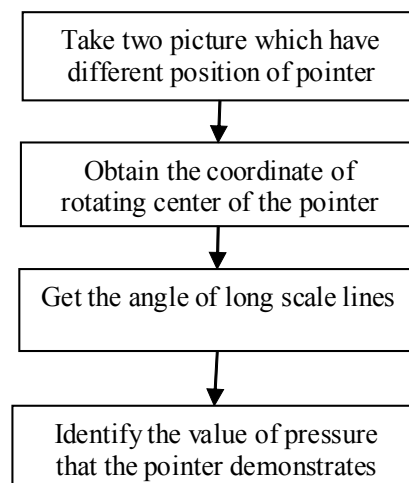 Take two picture which have
different position of pointer
Obtain the coordinate of
rotating center of the pointer
Get the angle of long scale lines
Identify the value of pressure
that the pointer demonstrates